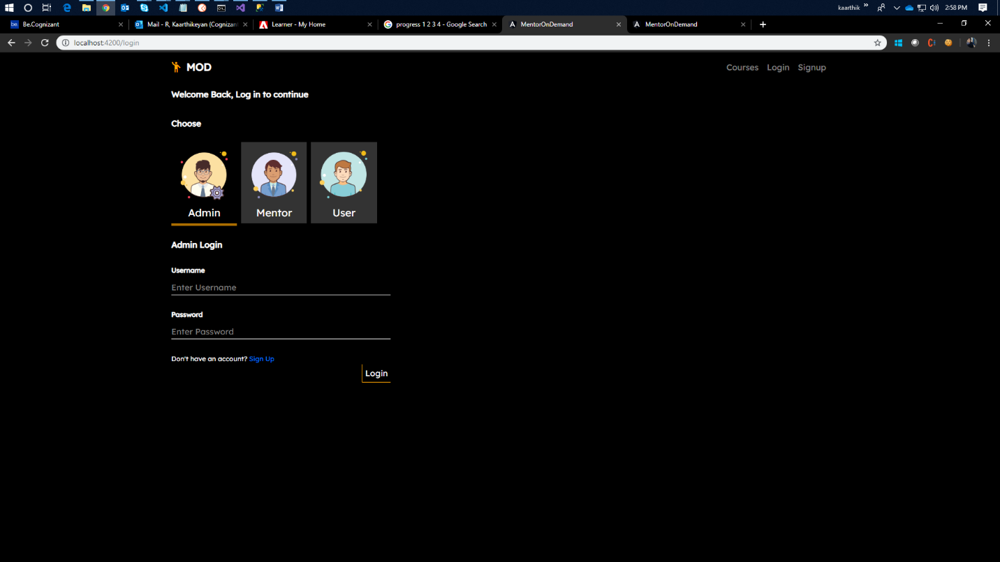 kaarthik »
2:58 PM
Be.Cognizant
Mail - R, Kaarthikeyan (Cognizant
Learner - My Home
progress 1 2 3 4 - Google Search
MentorOnDemand
MentorOnDemand
localhost:4200/login
MOD
Courses Login Signup
Welcome Back, Log in to continue
Choose
Admin Mentor User
Admin Login
Username
Enter Username
Password
Enter Password
Don't have an account? Sign Up
Login